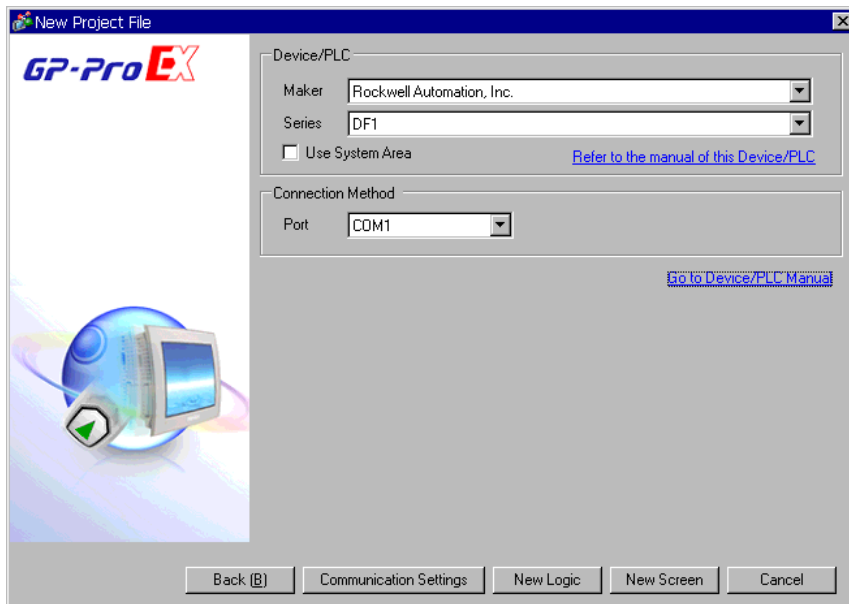 New Project File
GP-Pro EX
Device/PLC
Maker Rockwell Automation, Inc.
Series DF1
Use System Area Refer to the manual of this Device/PLC
Connection Method
Port COM1
Go to Device/PLC Manual
Back (B) Communication Settings New Logic New Screen Cancel